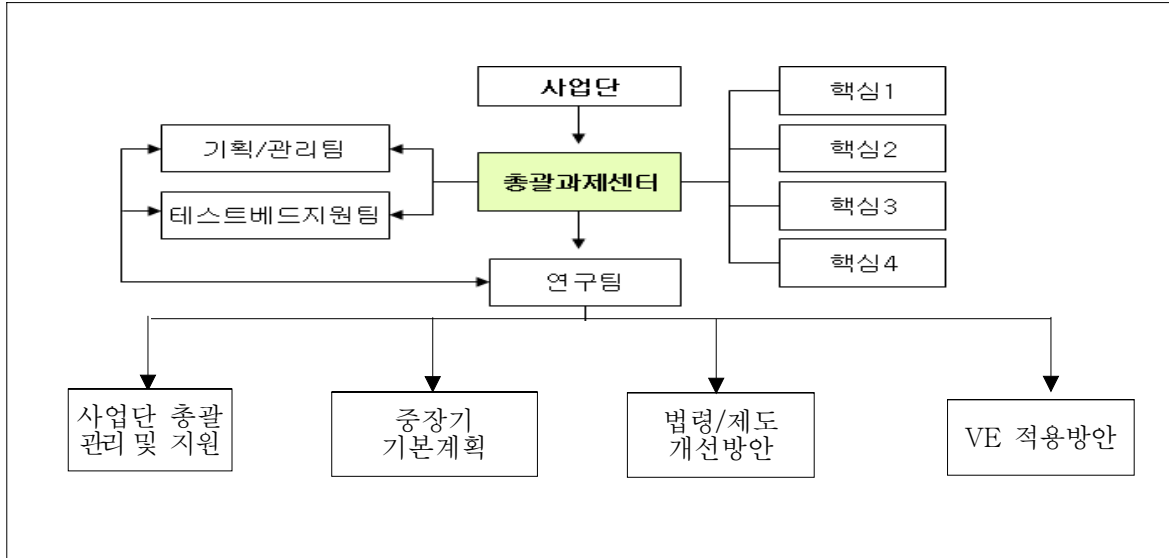 사업단
핵심1
기획/관리팀
핵심2
총괄과제센터
테스트베드지원팀
핵심3
핵심4
연구팀
사업단 총괄
관리 및 지원
중장기
기본계획
법령/제도
개선방안
VE 적용방안